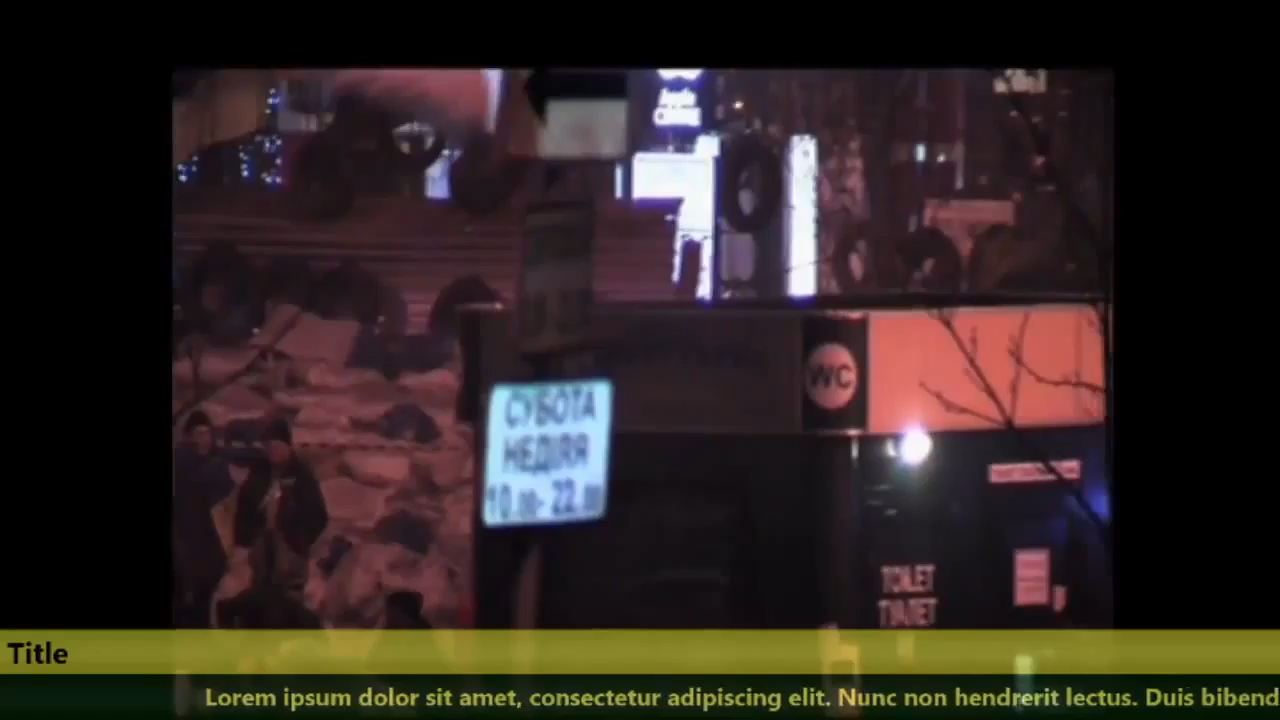 WC
СУБОТА
НЕДІЛЯ
10.00- 22.00
TOILET
ТУАЛЕТ
Title
Lorem ipsum dolor sit amet, consectetur adipiscing elit. Nunc non hendrerit lectus. Duis bibend